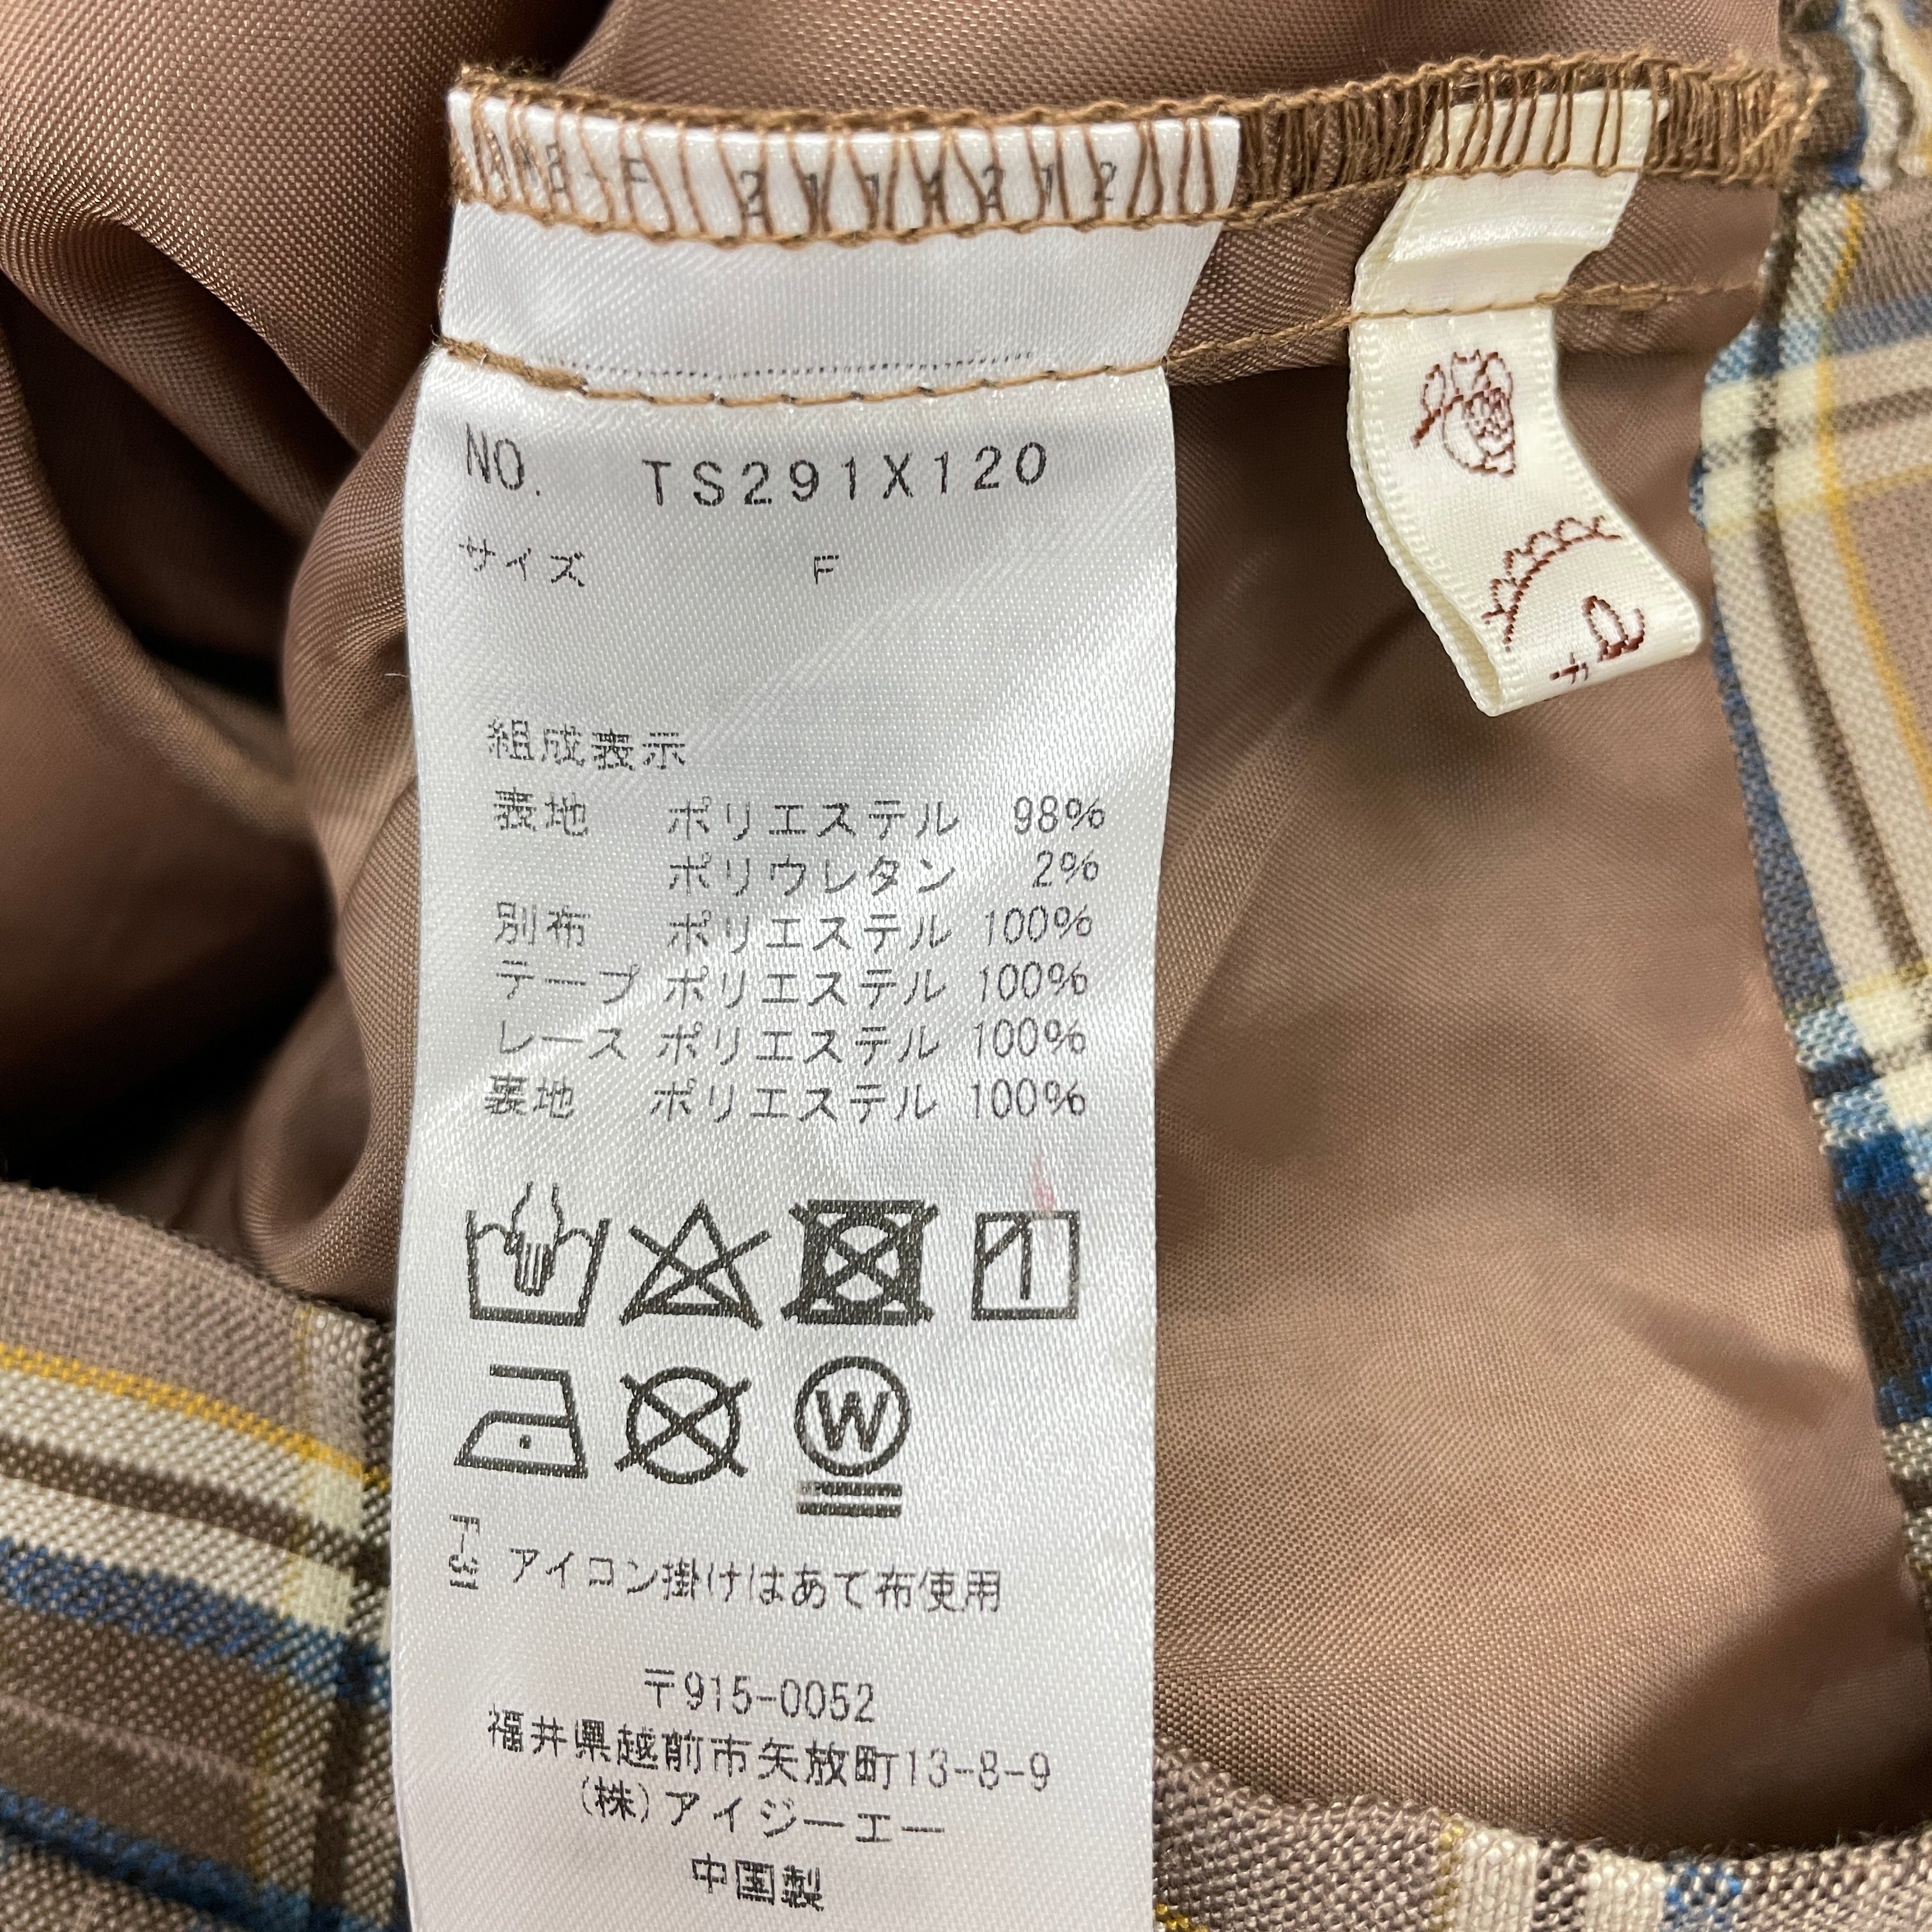 NO. TS291X120
サイズ F
組成表示
表地 ポリエステル 98%
ポリウレタン 2%
別布 ポリエステル 100%
テープ ポリエステル 100%
レース ポリエステル 100%
裏地 ポリエステル 100%
W
アイロン掛けはあて布使用
〒915-0052
福井県越前市矢放町13-8-9
(株)アイジーエー
中国製